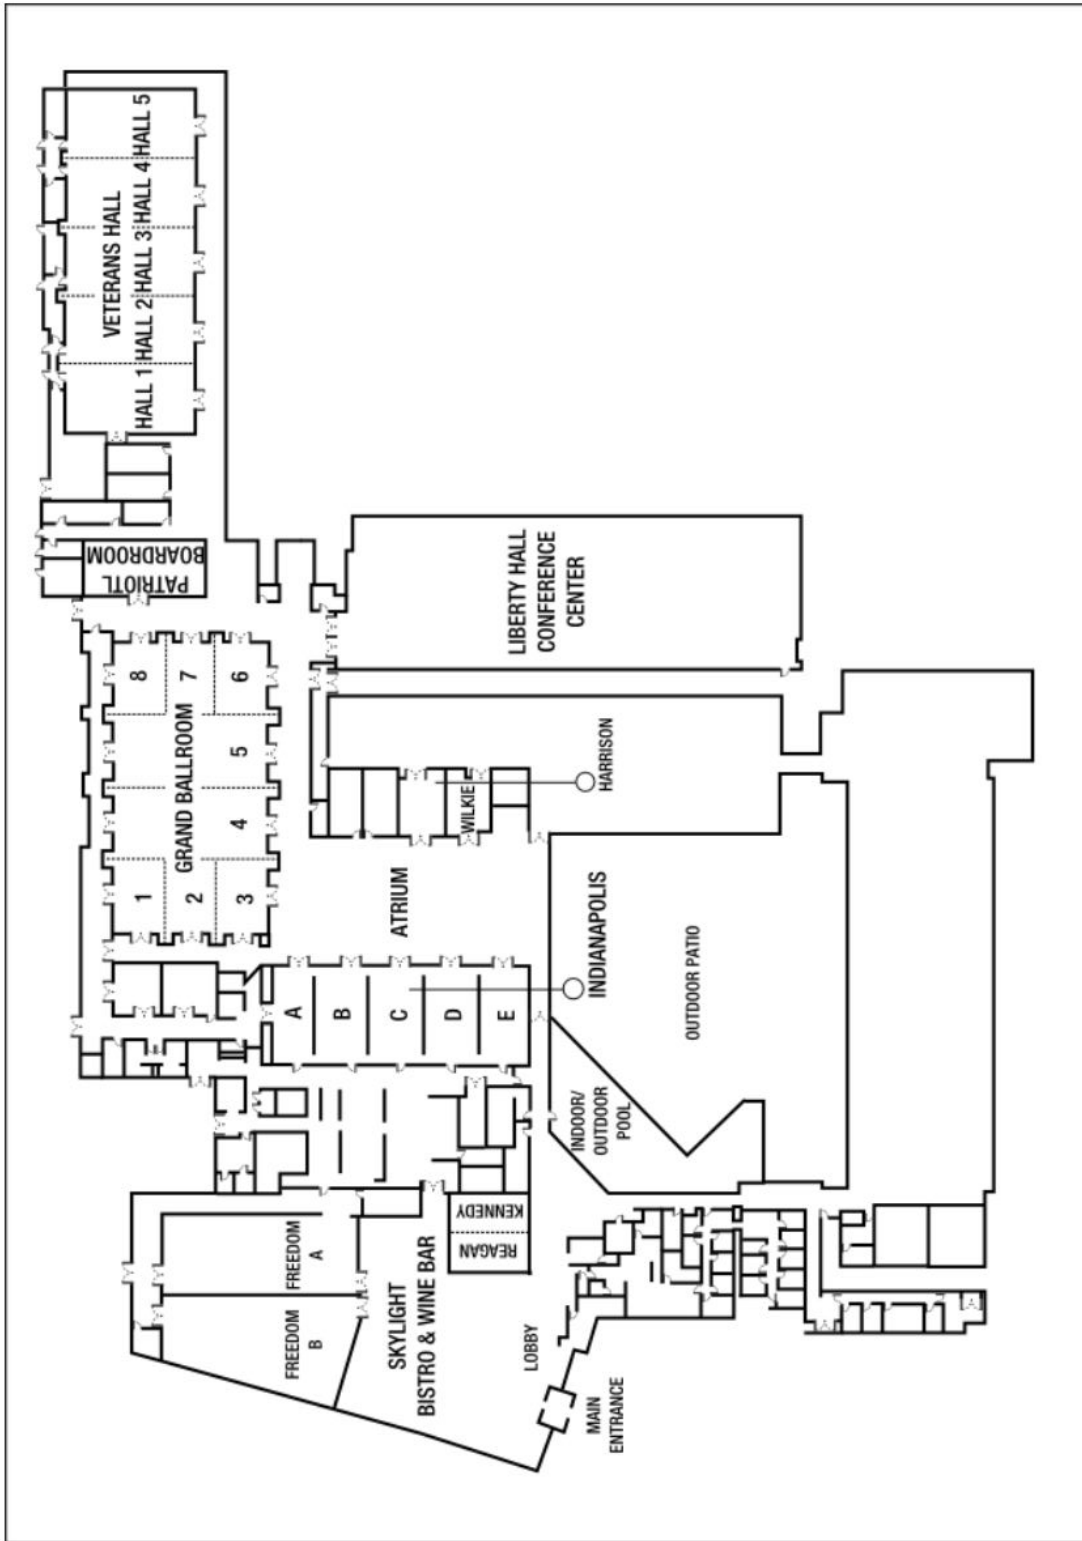 VETERANS HALL
HALL 1
HALL 2
HALL 3
HALL 4
HALL 5
PATRIOTL
BOARDROOM
GRAND BALLROOM
1
2
3
4
5
6
7
8
LIBERTY HALL
CONFERENCE
CENTER
HARRISON
WILKIE
ATRIUM
INDIANAPOLIS
A
B
C
D
E
OUTDOOR PATIO
INDOOR/
OUTDOOR
POOL
KENNEDY
REAGAN
FREEDOM
A
FREEDOM
B
SKYLIGHT
BISTRO & WINE BAR
LOBBY
MAIN
ENTRANCE